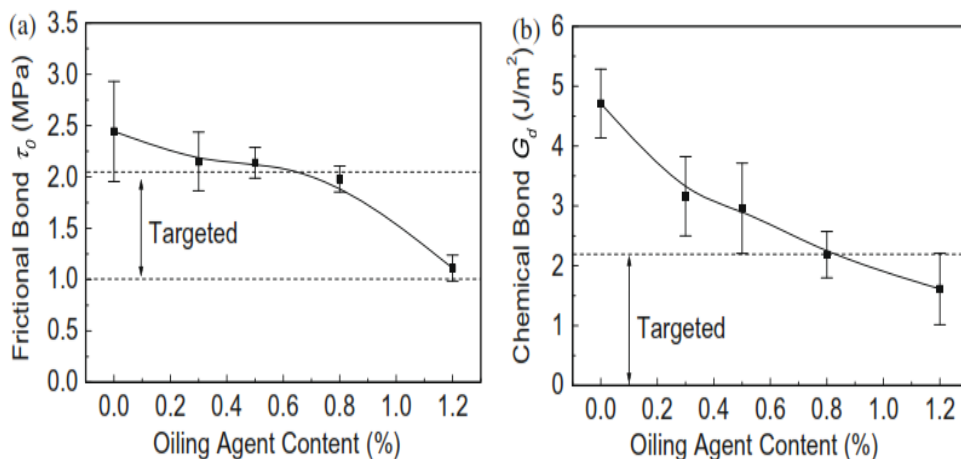 (a)
Frictional Bond τ0 (MPa)
3.5
3.0
2.5
2.0
1.5
1.0
0.5
0.0
Targeted
0.0 0.2 0.4 0.6 0.8 1.0 1.2
Oiling Agent Content (%)
(b)
Chemical Bond Gd (J/m²)
6
5
4
3
2
1
0
Targeted
0.0 0.2 0.4 0.6 0.8 1.0 1.2
Oiling Agent Content (%)